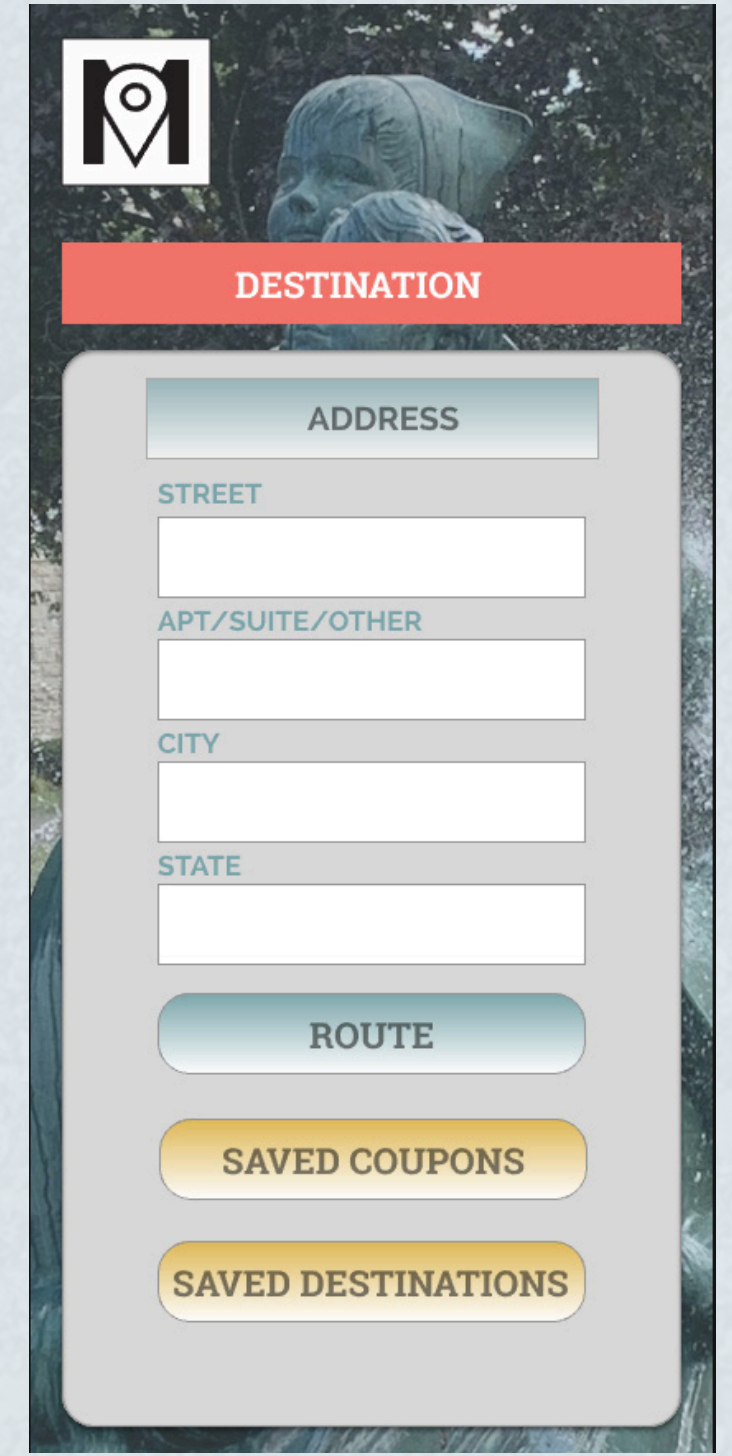 M
DESTINATION
ADDRESS
STREET
APT/SUITE/OTHER
CITY
STATE
ROUTE
SAVED COUPONS
SAVED DESTINATIONS